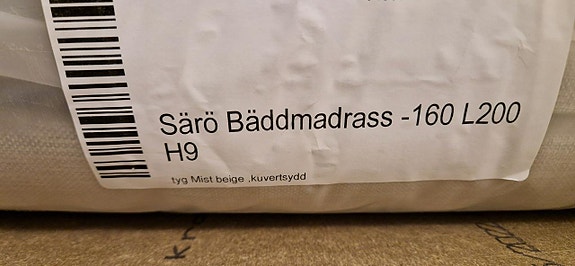 Särö Bäddmadrass -160 L200
H9
tyg Mist beige ,kuvertsydd